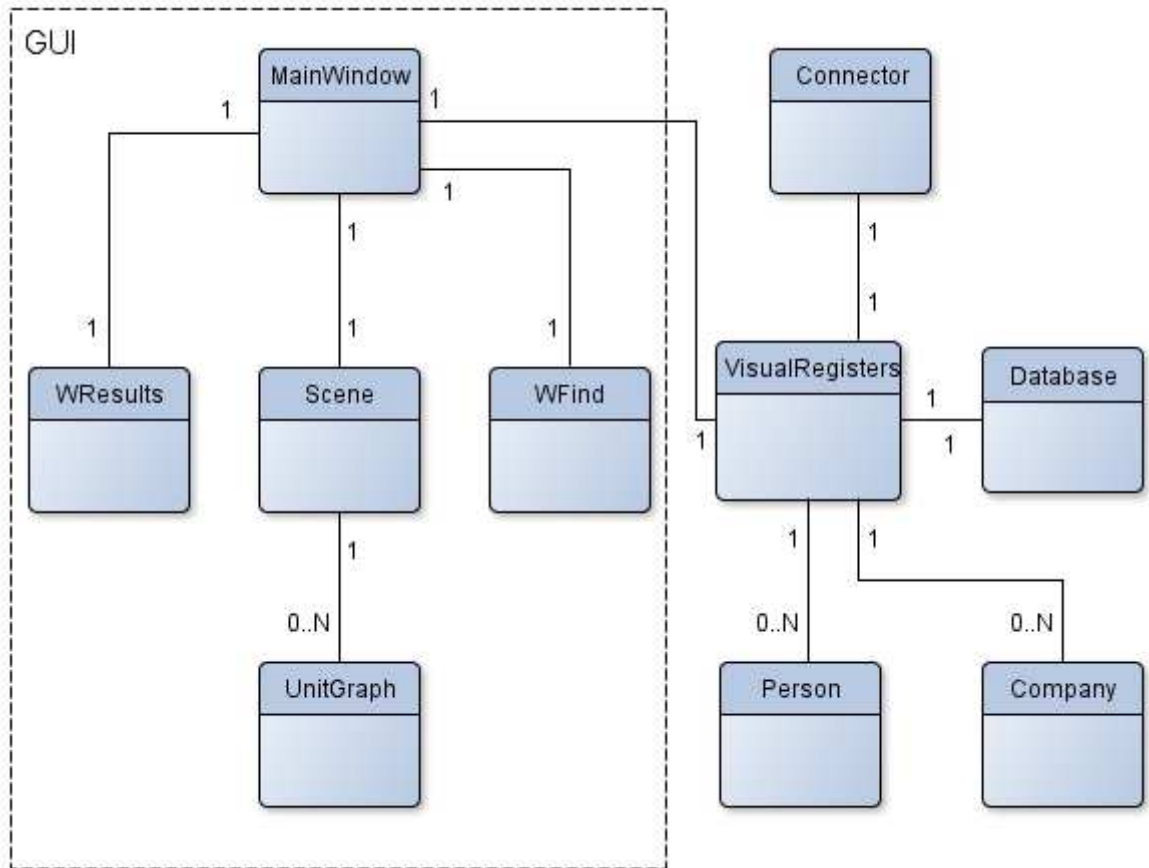 GUI
MainWindow
Connector
1
1
1
1
1
1
1
1
1
WResults
Scene
WFind
VisualRegisters
Database
1
1
1
1
1
1
0..N
0..N
0..N
UnitGraph
Person
Company